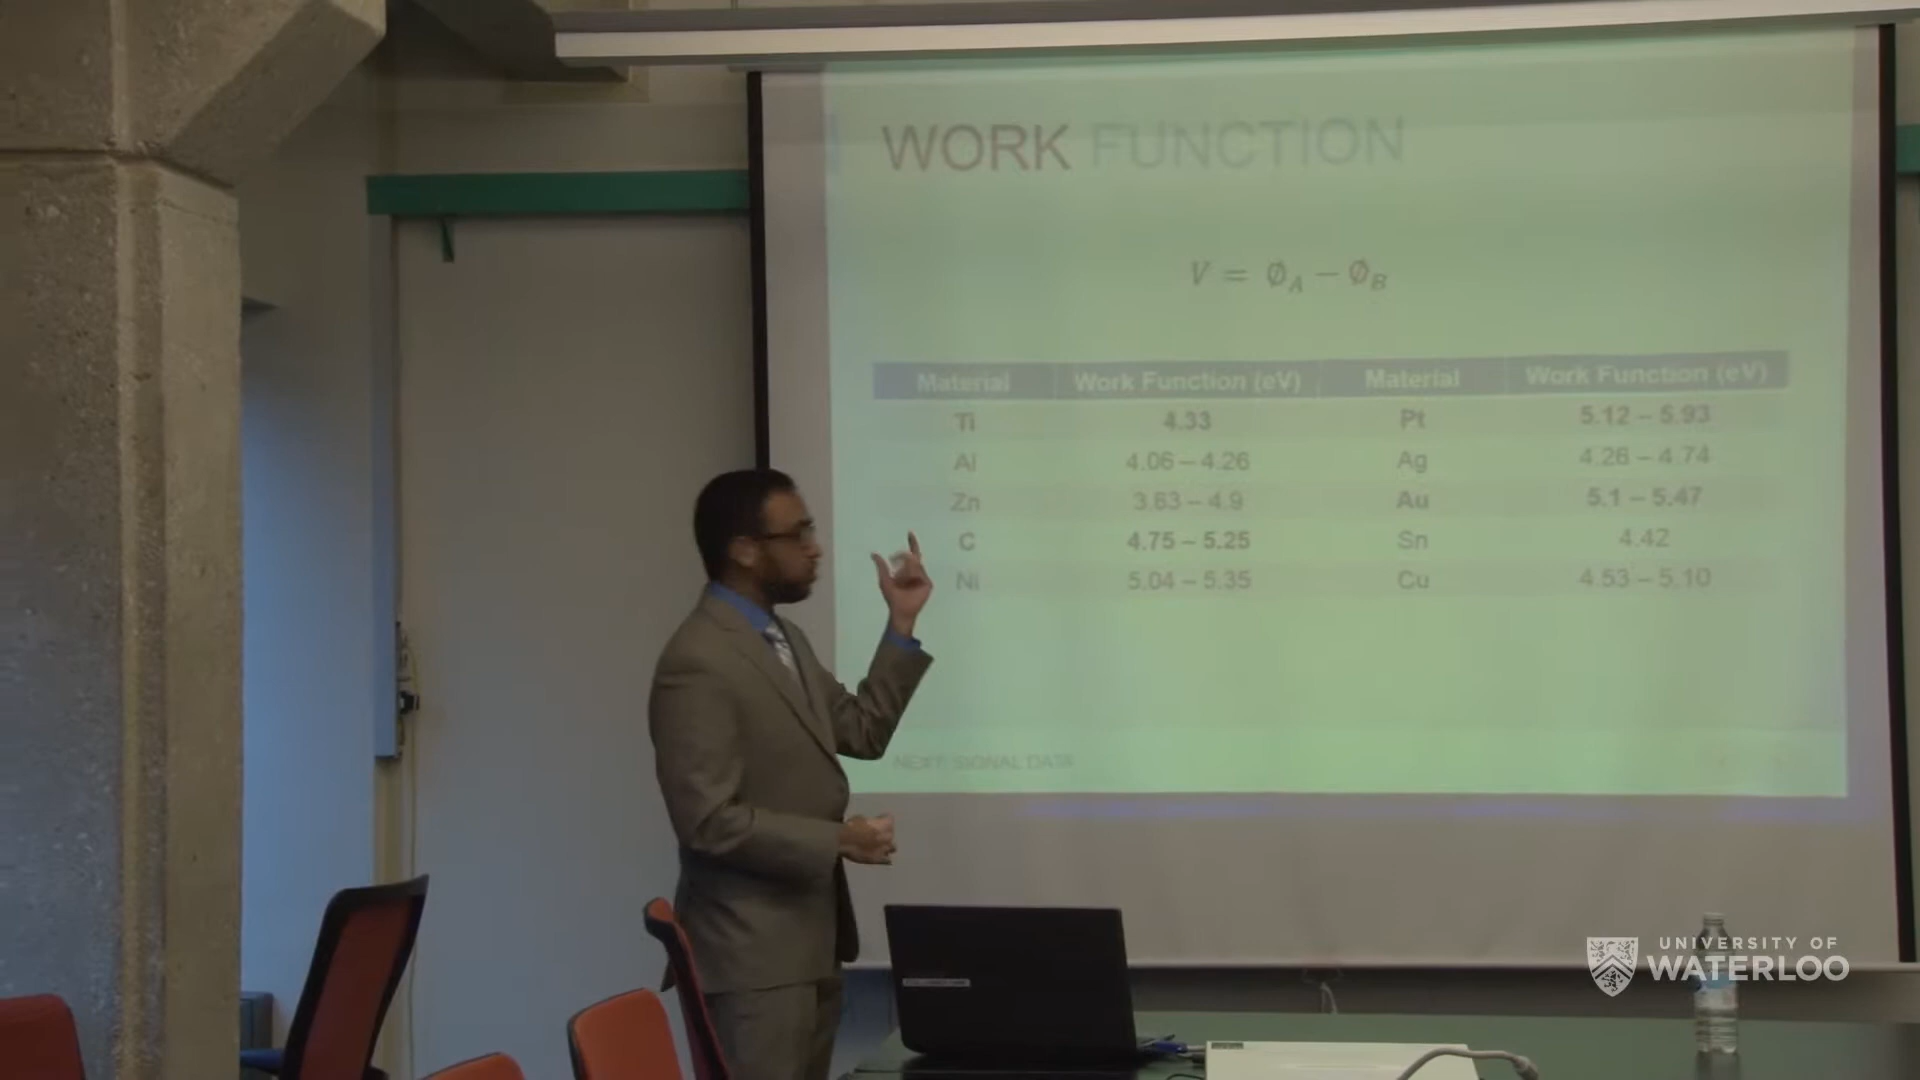 WORK FUNCTION
V = ∅A − ∅B
Material Work Function (eV) Material Work Function (eV)
Ti 4.33 Pt 5.12 – 5.93
Al 4.06 – 4.26 Ag 4.26 – 4.74
Zn 3.63 – 4.9 Au 5.1 – 5.47
C 4.75 – 5.25 Sn 4.42
Ni 5.04 – 5.35 Cu 4.53 – 5.10
NEXT: SIGNAL DATA
UNIVERSITY OF
WATERLOO